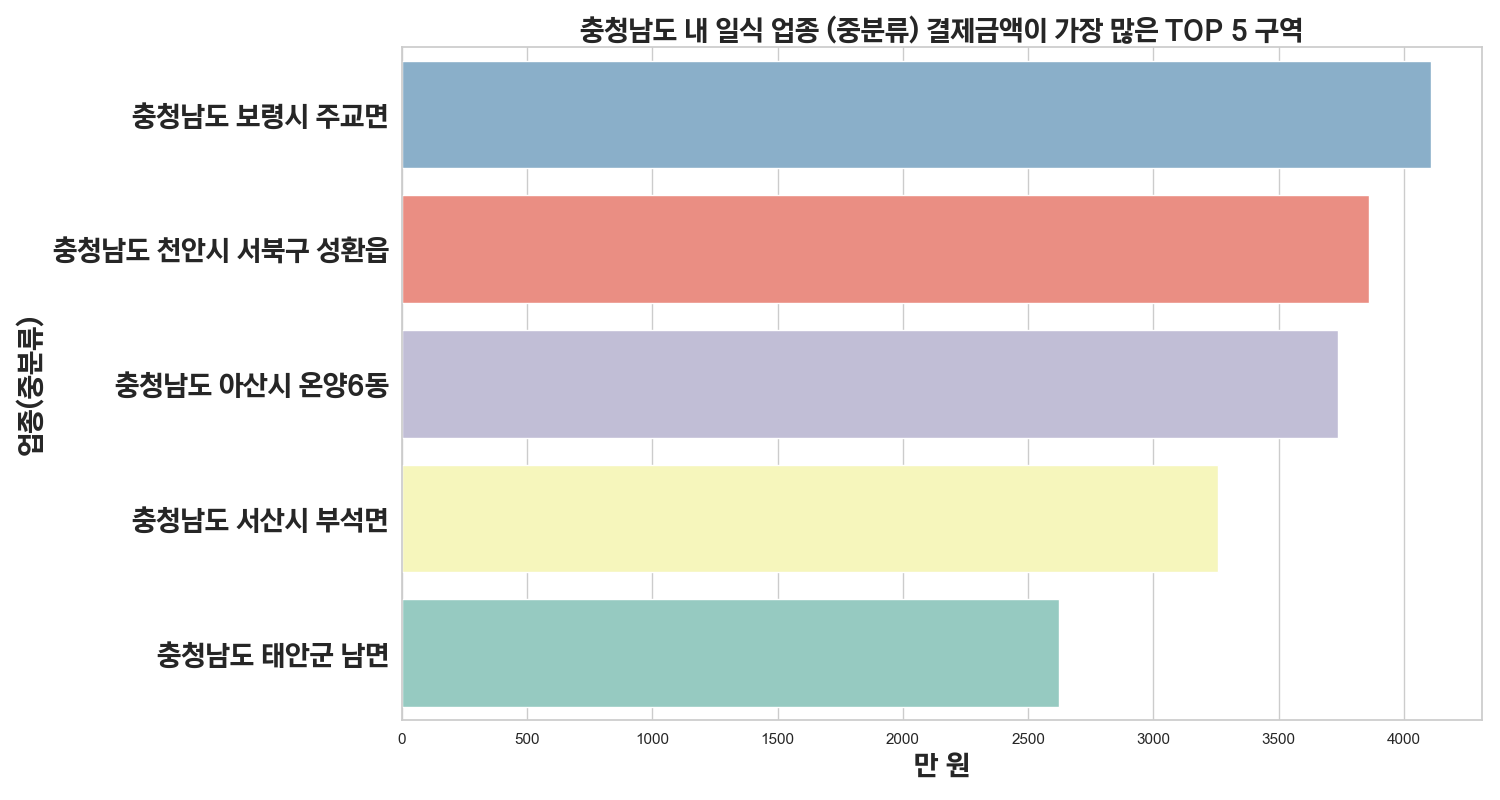 충청남도 내 일식 업종 (중분류) 결제금액이 가장 많은 TOP 5 구역
업종(중분류)
충청남도 보령시 주교면
충청남도 천안시 서북구 성환읍
충청남도 아산시 온양6동
충청남도 서산시 부석면
충청남도 태안군 남면
0 500 1000 1500 2000 2500 3000 3500 4000
만 원